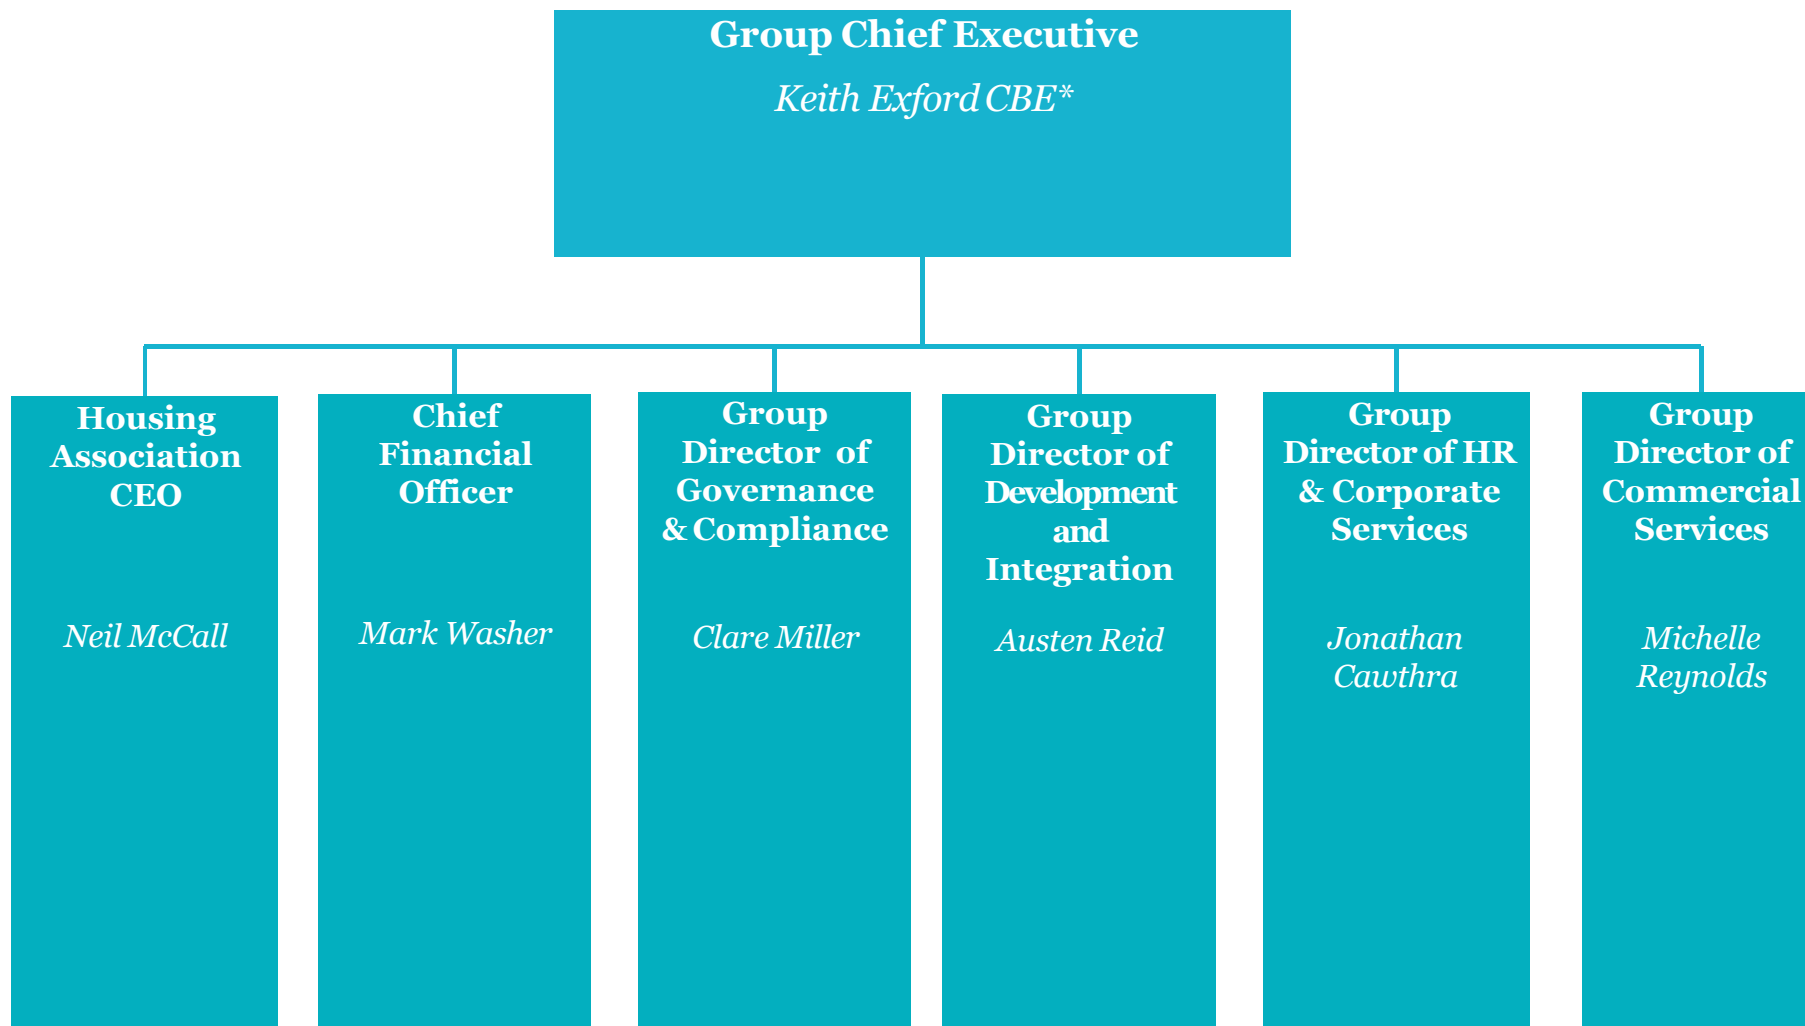 Group Chief Executive
Keith Exford CBE*
Housing
Association
CEO
Neil McCall
Chief
Financial
Officer
Mark Washer
Group
Director of
Governance
& Compliance
Clare Miller
Group
Director of
Development
and
Integration
Austen Reid
Group
Director of HR
& Corporate
Services
Jonathan
Cawthra
Group
Director of
Commercial
Services
Michelle
Reynolds